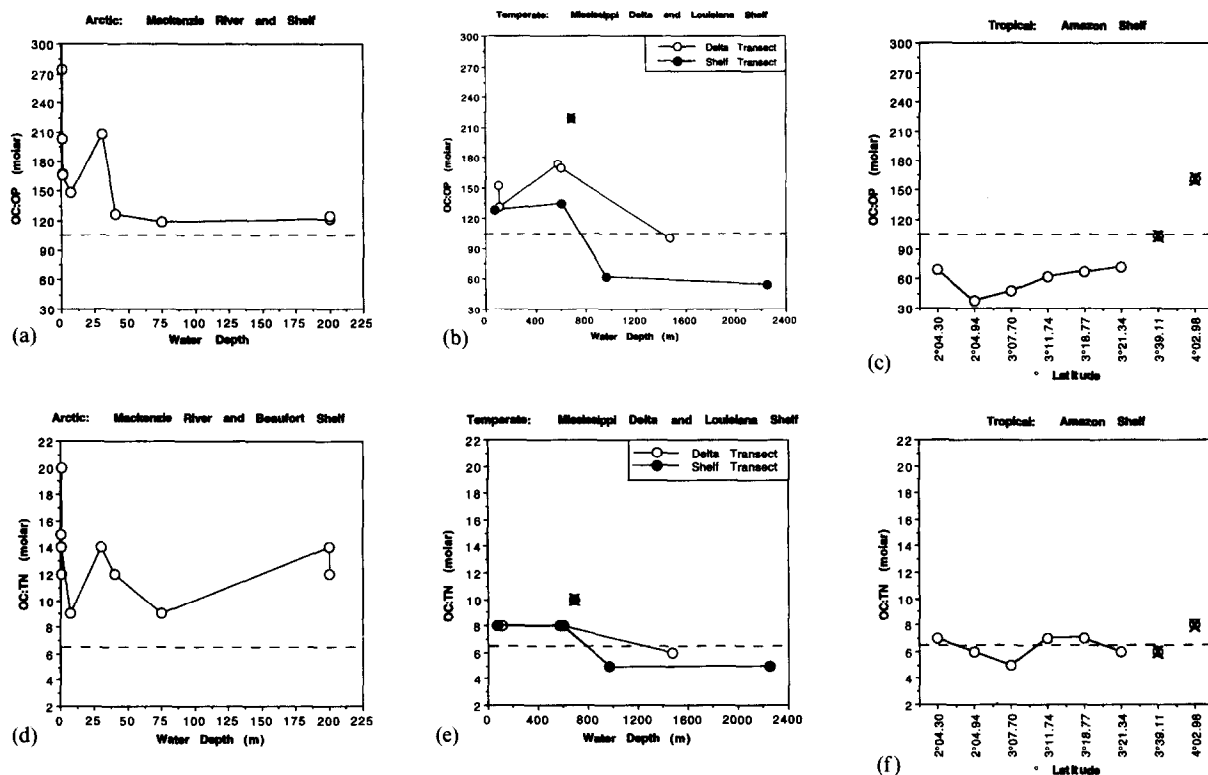 Arctic: Mackenzie River and Shelf
300
270
240
210
180
150
120
90
60
30
OC:OP (molar)
0 25 50 75 100 125 150 175 200 225
Water Depth
(a)
Temperate: Mississippi Delta and Louisiana Shelf
300
270
240
210
180
150
120
90
60
30
OC:OP (molar)
Delta Transect
Shelf Transect
0 400 800 1200 1600 2000 2400
Water Depth (m)
(b)
Tropical: Amazon Shelf
300
270
240
210
180
150
120
90
60
30
OC:OP (molar)
2°04.30
2°04.94
3°07.70
3°11.74
3°18.77
3°21.34
3°39.11
4°02.98
° Latitude
(c)
Arctic: Mackenzie River and Beaufort Shelf
22
20
18
16
14
12
10
8
6
4
2
OC:TN (molar)
0 25 50 75 100 125 150 175 200 225
Water Depth (m)
(d)
Temperate: Mississippi Delta and Louisiana Shelf
22
20
18
16
14
12
10
8
6
4
2
OC:TN (molar)
Delta Transect
Shelf Transect
0 400 800 1200 1600 2000 2400
Water Depth (m)
(e)
Tropical: Amazon Shelf
22
20
18
16
14
12
10
8
6
4
2
OC:TN (molar)
2°04.30
2°04.94
3°07.70
3°11.74
3°18.77
3°21.34
3°39.11
4°02.98
° Latitude
(f)